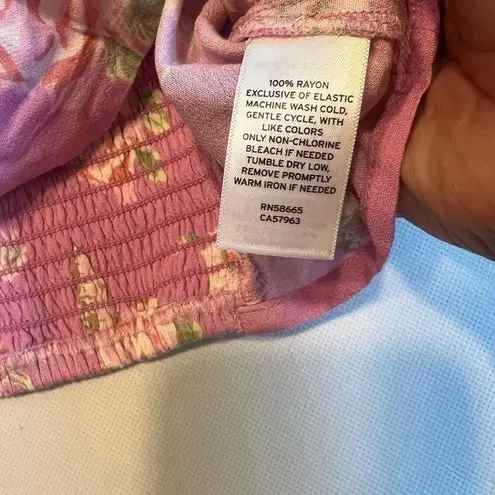 100% RAYON
EXCLUSIVE OF ELASTIC
MACHINE WASH COLD,
GENTLE CYCLE, WITH
LIKE COLORS
ONLY NON-CHLORINE
BLEACH IF NEEDED
TUMBLE DRY LOW,
REMOVE PROMPTLY
WARM IRON IF NEEDED
RN58665
CA57963